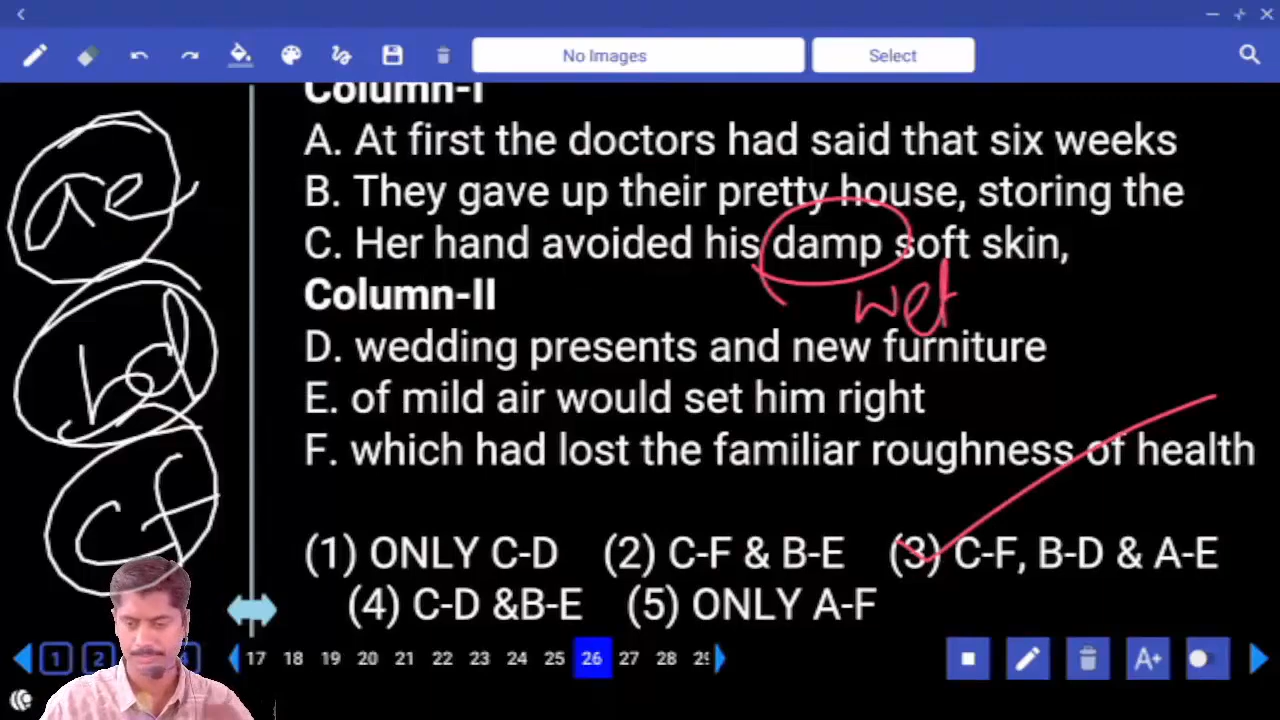 No Images
Select
Column-I
A. At first the doctors had said that six weeks
B. They gave up their pretty house, storing the
C. Her hand avoided his damp soft skin,
wet
Column-II
D. wedding presents and new furniture
E. of mild air would set him right
F. which had lost the familiar roughness of health
(1) ONLY C-D (2) C-F & B-E (3) C-F, B-D & A-E
(4) C-D &B-E (5) ONLY A-F
ae
bd
cf
1 2 4 17 18 19 20 21 22 23 24 25 26 27 28 A+